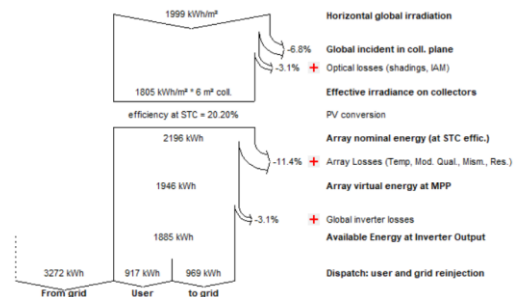 1999 kWh/m² Horizontal global irradiation
-6.8% Global incident in coll. plane
-3.1% + Optical losses (shadings, IAM)
1805 kWh/m² * 6 m² coll. Effective irradiance on collectors
efficiency at STC = 20.20% PV conversion
2196 kWh Array nominal energy (at STC effic.)
-11.4% + Array Losses (Temp, Mod. Qual., Mism., Res.)
1946 kWh Array virtual energy at MPP
-3.1% + Global inverter losses
1885 kWh Available Energy at Inverter Output
3272 kWh 917 kWh 969 kWh Dispatch: user and grid reinjection
From grid User to grid